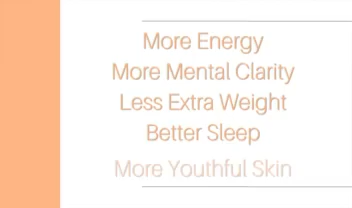 More Energy
More Mental Clarity
Less Extra Weight
Better Sleep
More Youthful Skin